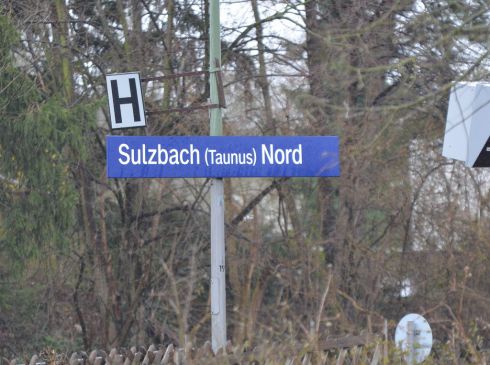 H
Sulzbach (Taunus) Nord